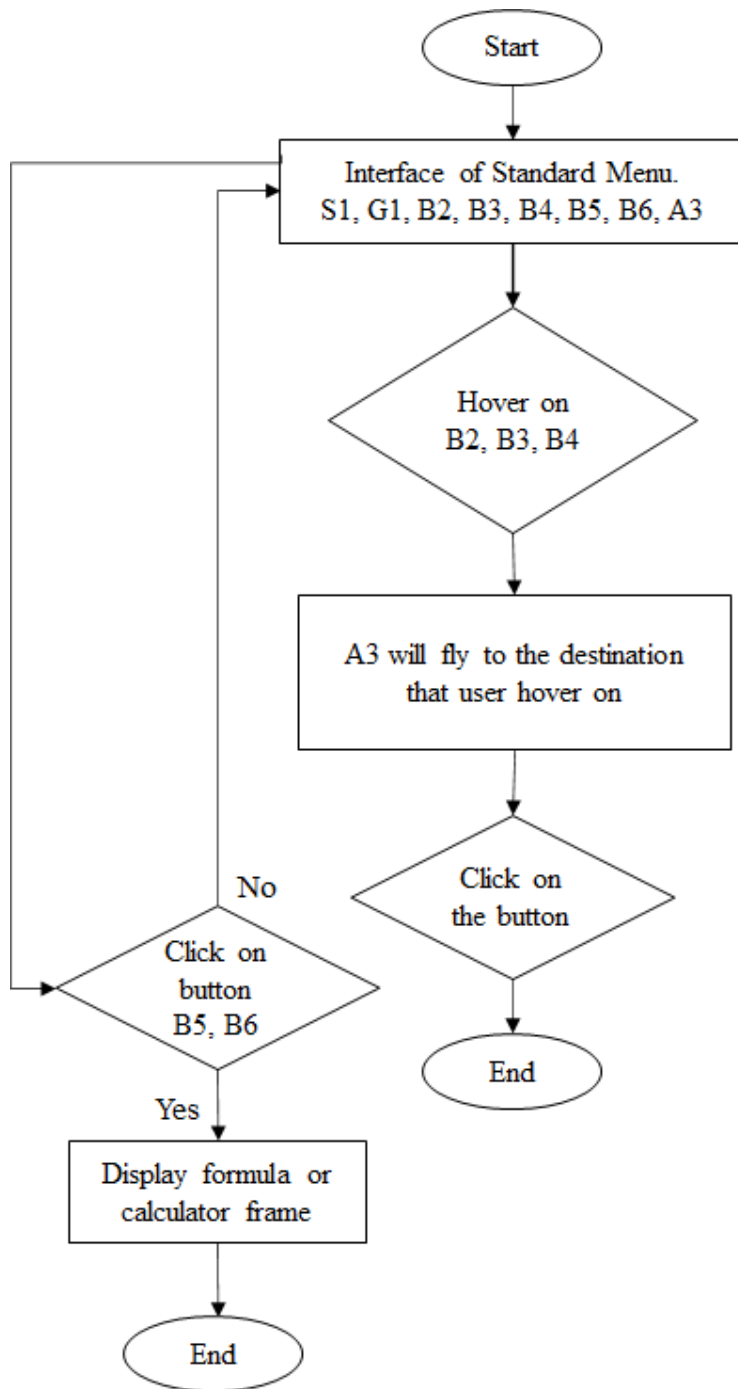 Start
Interface of Standard Menu.
S1, G1, B2, B3, B4, B5, B6, A3
Hover on
B2, B3, B4
A3 will fly to the destination
that user hover on
Click on
the button
End
No
Click on
button
B5, B6
Yes
Display formula or
calculator frame
End